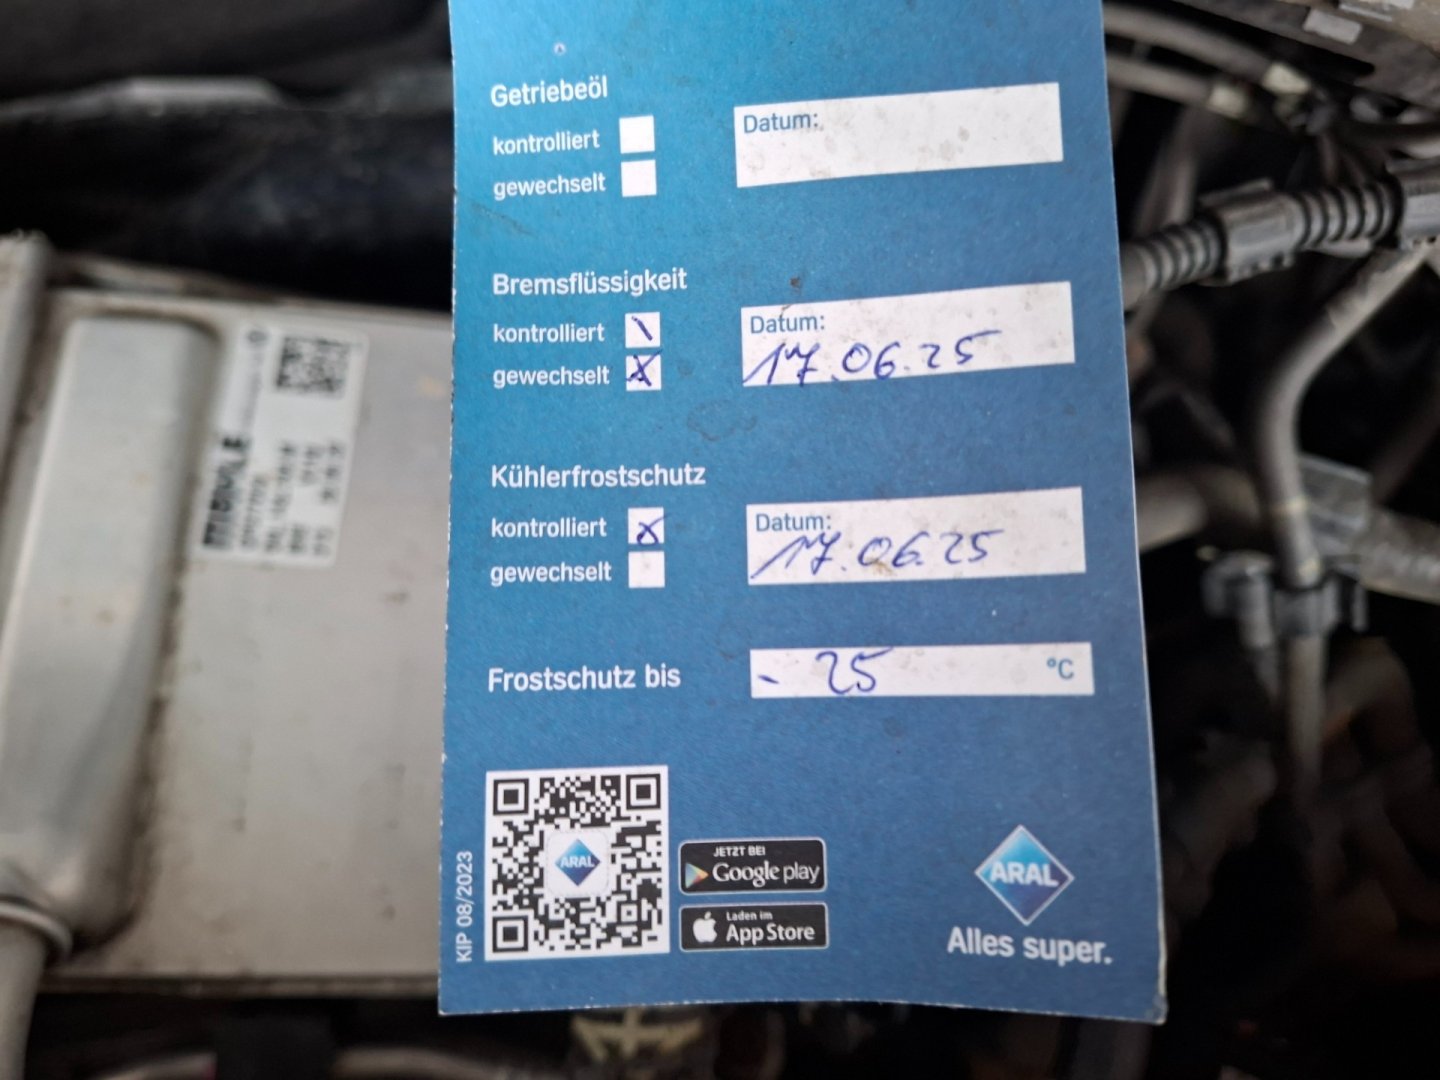 Getriebeöl
kontrolliert
gewechselt
Datum:
Bremsflüssigkeit
kontrolliert
gewechselt
Datum:
17.06.25
Kühlerfrostschutz
kontrolliert
gewechselt
Datum:
17.06.25
Frostschutz bis
- 25 °C
KIP 08/2023
ARAL
JETZT BEI
Google play
Laden im
App Store
ARAL
Alles super.
MAHLE